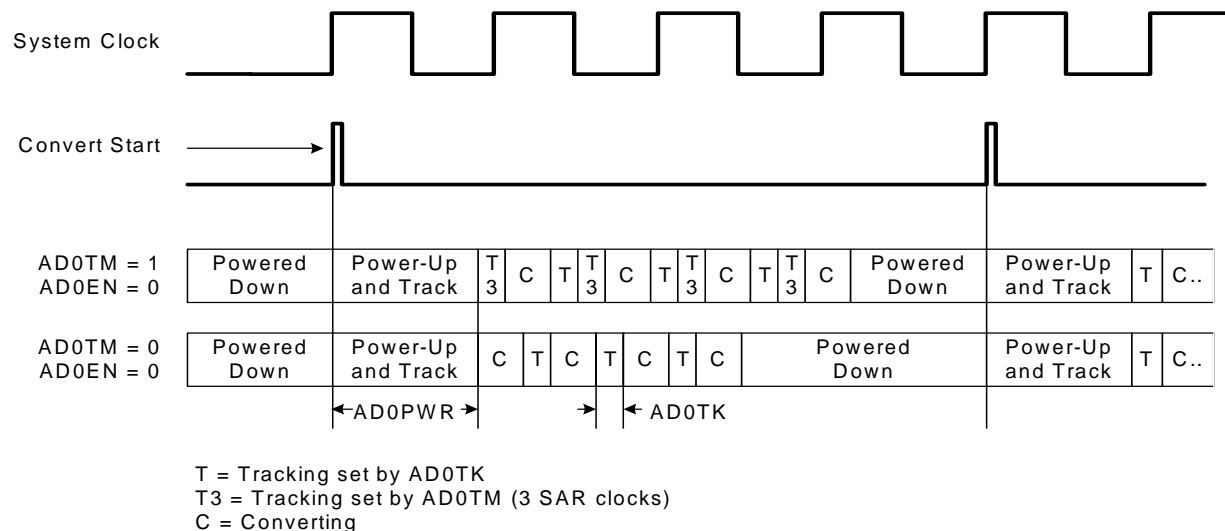 System Clock
Convert Start
AD0TM = 1
AD0EN = 0
Powered
Down
Power-Up
and Track
T
3
C
T
T
3
C
T
T
3
C
T
T
3
C
Powered
Down
Power-Up
and Track
T
C..
AD0TM = 0
AD0EN = 0
Powered
Down
Power-Up
and Track
C
T
C
T
C
T
C
Powered
Down
Power-Up
and Track
T
C..
AD0PWR
AD0TK
T = Tracking set by AD0TK
T3 = Tracking set by AD0TM (3 SAR clocks)
C = Converting